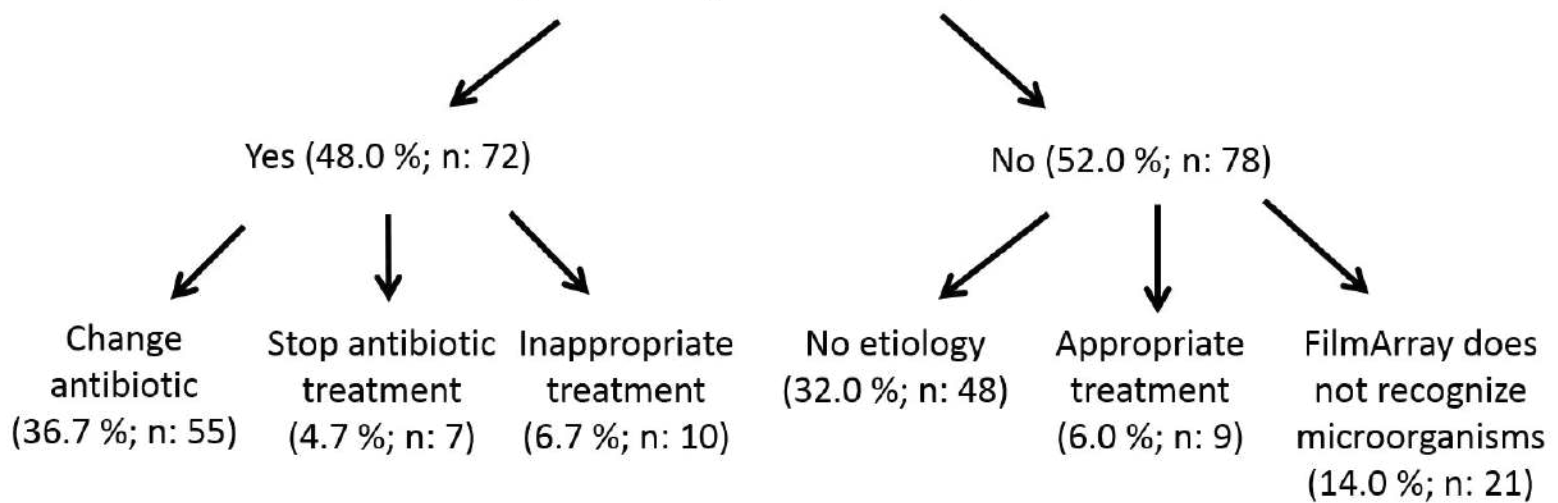 Yes (48.0 %; n: 72)
No (52.0 %; n: 78)
Change
antibiotic
(36.7 %; n: 55)
Stop antibiotic
treatment
(4.7 %; n: 7)
Inappropriate
treatment
(6.7 %; n: 10)
No etiology
(32.0 %; n: 48)
Appropriate
treatment
(6.0 %; n: 9)
FilmArray does
not recognize
microorganisms
(14.0 %; n: 21)